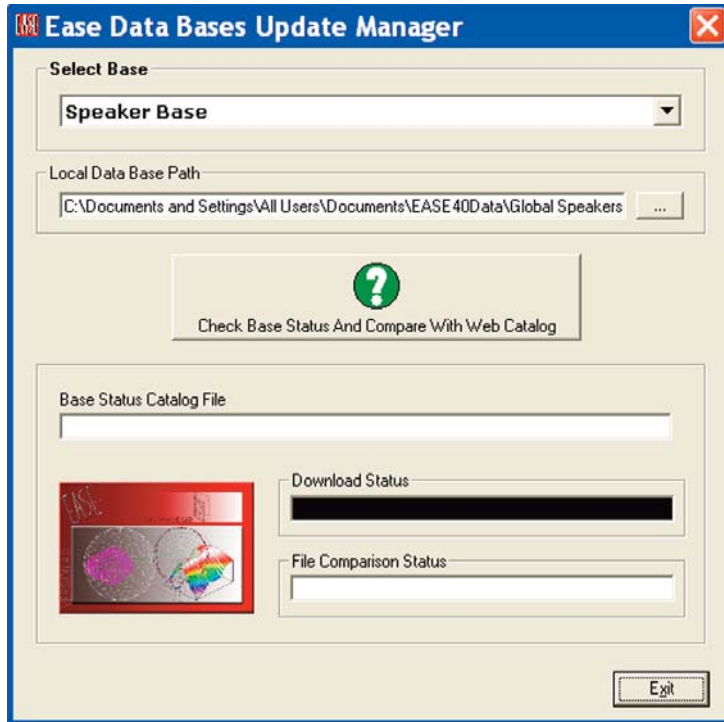 EASE Ease Data Bases Update Manager
Select Base
Speaker Base
Local Data Base Path
C:\Documents and Settings\All Users\Documents\EASE40Data\Global Speakers
...
?
Check Base Status And Compare With Web Catalog
Base Status Catalog File
EASE
Download Status
File Comparison Status
Exit